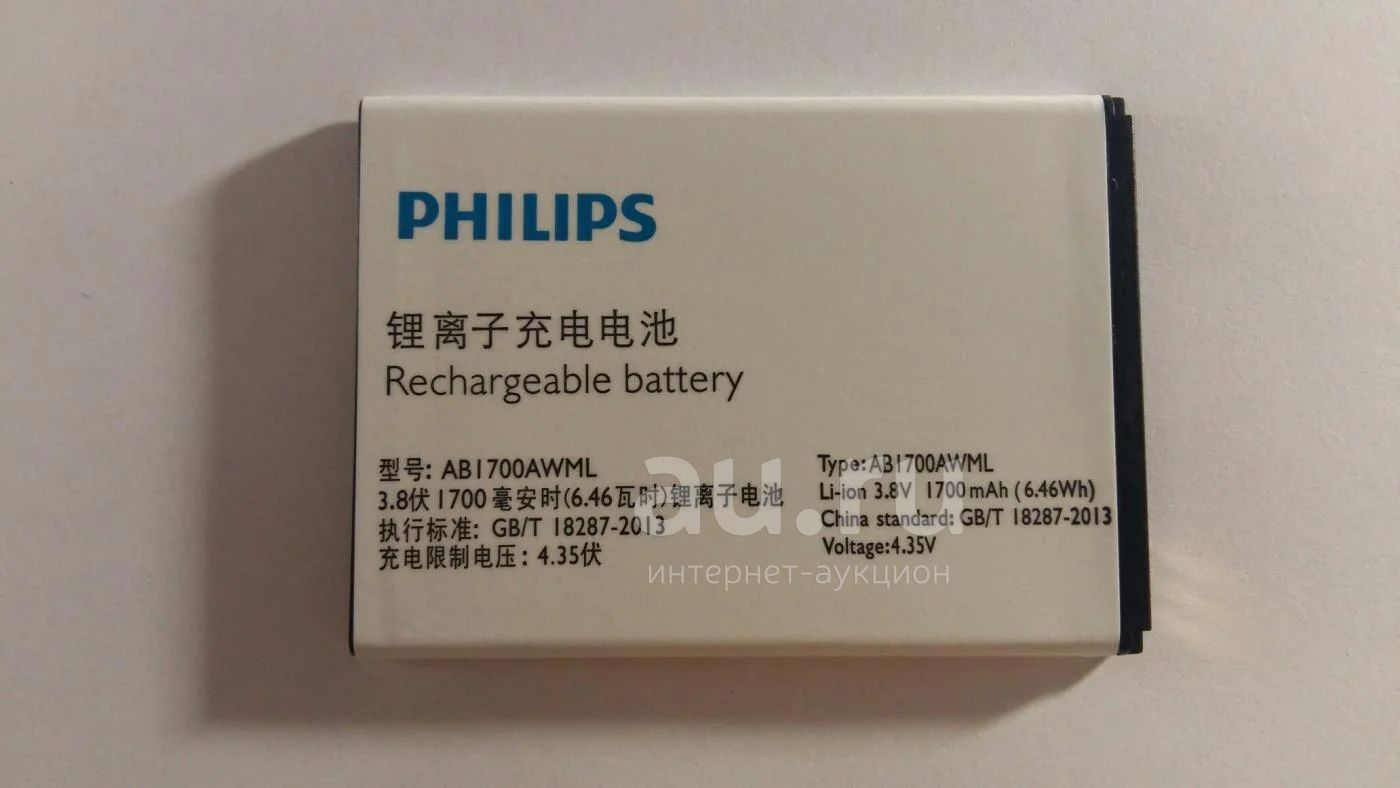 PHILIPS
锂离子充电电池
Rechargeable battery
型号: AB1700AWML
3.8伏 1700 毫安时(6.46瓦时)锂离子电池
执行标准: GB/T 18287-2013
充电限制电压: 4.35伏
Type: AB1700AWML
Li-ion 3.8V 1700 mAh (6.46Wh)
China standard: GB/T 18287-2013
Voltage:4.35V
au.ru
интернет-аукцион